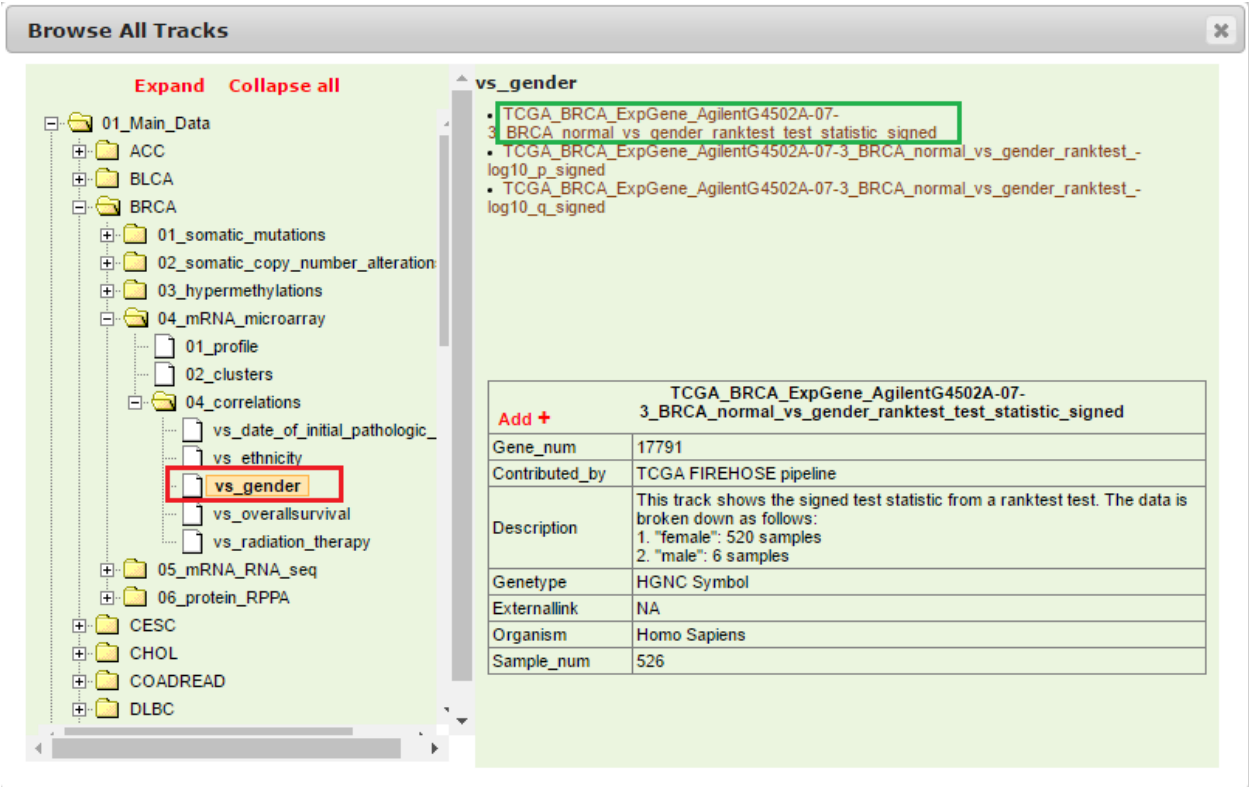 Browse All Tracks
Expand Collapse all
01_Main_Data
ACC
BLCA
BRCA
01_somatic_mutations
02_somatic_copy_number_alteration
03_hypermethylations
04_mRNA_microarray
01_profile
02_clusters
04_correlations
vs_date_of_initial_pathologic_
vs_ethnicity
vs_gender
vs_overallsurvival
vs_radiation_therapy
05_mRNA_RNA_seq
06_protein_RPPA
CESC
CHOL
COADREAD
DLBC
vs_gender
• TCGA_BRCA_ExpGene_AgilentG4502A-07-
3_BRCA_normal_vs_gender_ranktest_test_statistic_signed
• TCGA_BRCA_ExpGene_AgilentG4502A-07-3_BRCA_normal_vs_gender_ranktest_-
log10_p_signed
• TCGA_BRCA_ExpGene_AgilentG4502A-07-3_BRCA_normal_vs_gender_ranktest_-
log10_q_signed
Add + TCGA_BRCA_ExpGene_AgilentG4502A-07-
3_BRCA_normal_vs_gender_ranktest_test_statistic_signed
Gene_num 17791
Contributed_by TCGA FIREHOSE pipeline
Description This track shows the signed test statistic from a ranktest test. The data is
broken down as follows:
1. "female": 520 samples
2. "male": 6 samples
Genetype HGNC Symbol
Externallink NA
Organism Homo Sapiens
Sample_num 526